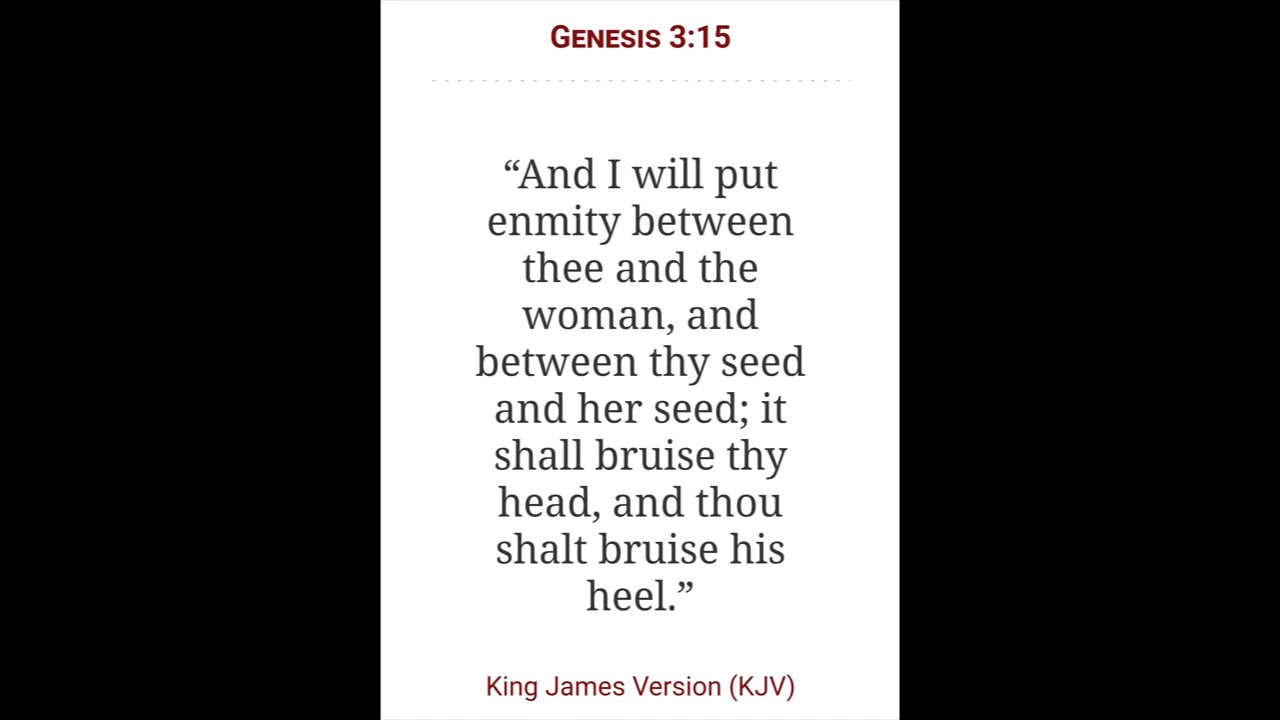 Genesis 3:15
“And I will put
enmity between
thee and the
woman, and
between thy seed
and her seed; it
shall bruise thy
head, and thou
shalt bruise his
heel.”
King James Version (KJV)